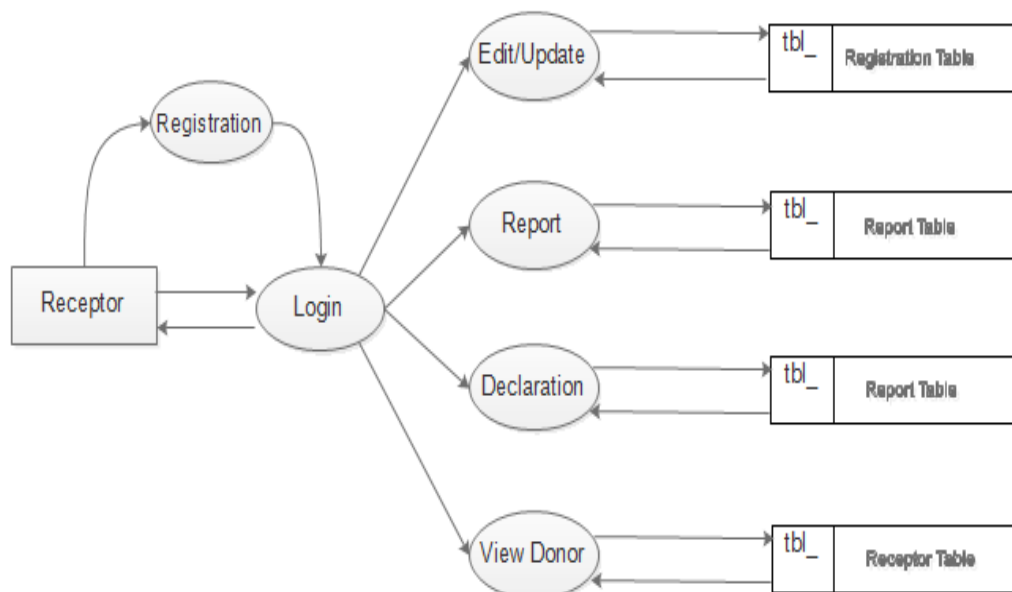 Edit/Update
tbl_
Registration Table
Registration
Report
tbl_
Report Table
Receptor
Login
Declaration
tbl_
Report Table
View Donor
tbl_
Receptor Table